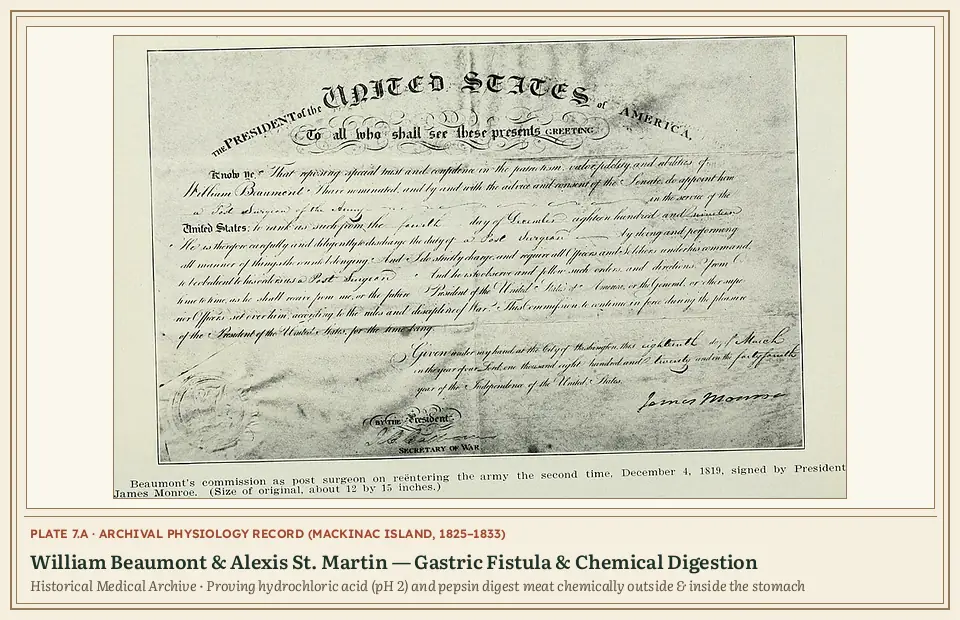 THE PRESIDENT of the UNITED STATES of AMERICA,
To all who shall see these presents GREETING
Know ye, That reposing special trust and confidence in the patriotism, valor, fidelity, and abilities of
William Beaumont I have nominated, and by and with the advice and consent of the Senate, do appoint him
a Post Surgeon of the Army in the service of the
United States; to rank as such from the fourth day of December eighteen hundred and nineteen
He is therefore carefully and diligently to discharge the duty of a Post Surgeon by doing and performing
all manner of things thereunto belonging. And I do strictly charge, and require all Officers and Soldiers under his command
to be obedient to his orders as a Post Surgeon And he is to observe and follow such orders, and directions, from
time to time, as he shall receive from me, or the future President of the United States of America, or the General, or other supe-
rior Officers set over him, according to the rules and discipline of War. This Commission to continue in force during the pleasure
of the President of the United States, for the time being.
Given under my hand, at the City of Washington, this eighteenth day of March
in the year of our Lord, one thousand eight hundred and twenty and in the forty fourth
year of the Independence of the United States.
James Monroe
BY THE President
SECRETARY OF WAR.
Beaumont's commission as post surgeon on reëntering the army the second time, December 4, 1819, signed by President
James Monroe. (Size of original, about 12 by 15 inches.)
PLATE 7.A · ARCHIVAL PHYSIOLOGY RECORD (MACKINAC ISLAND, 1825–1833)
William Beaumont & Alexis St. Martin — Gastric Fistula & Chemical Digestion
Historical Medical Archive · Proving hydrochloric acid (pH 2) and pepsin digest meat chemically outside & inside the stomach